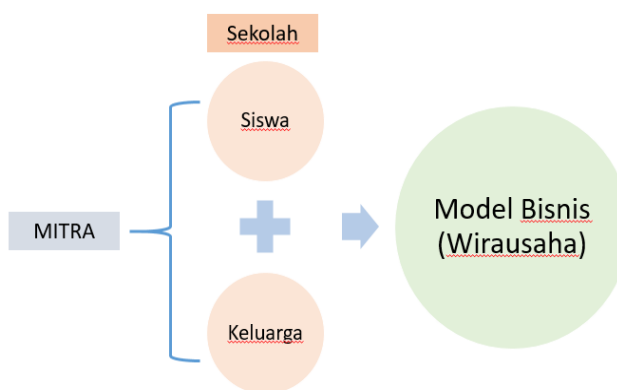 Sekolah
Siswa
MITRA
Model Bisnis
(Wirausaha)
Keluarga